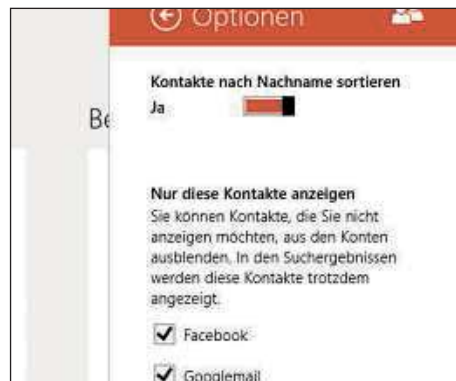 Optionen
Kontakte nach Nachname sortieren
Ja
Be
Nur diese Kontakte anzeigen
Sie können Kontakte, die Sie nicht
anzeigen möchten, aus den Konten
ausblenden. In den Suchergebnissen
werden diese Kontakte trotzdem
angezeigt.
Facebook
Googlemail